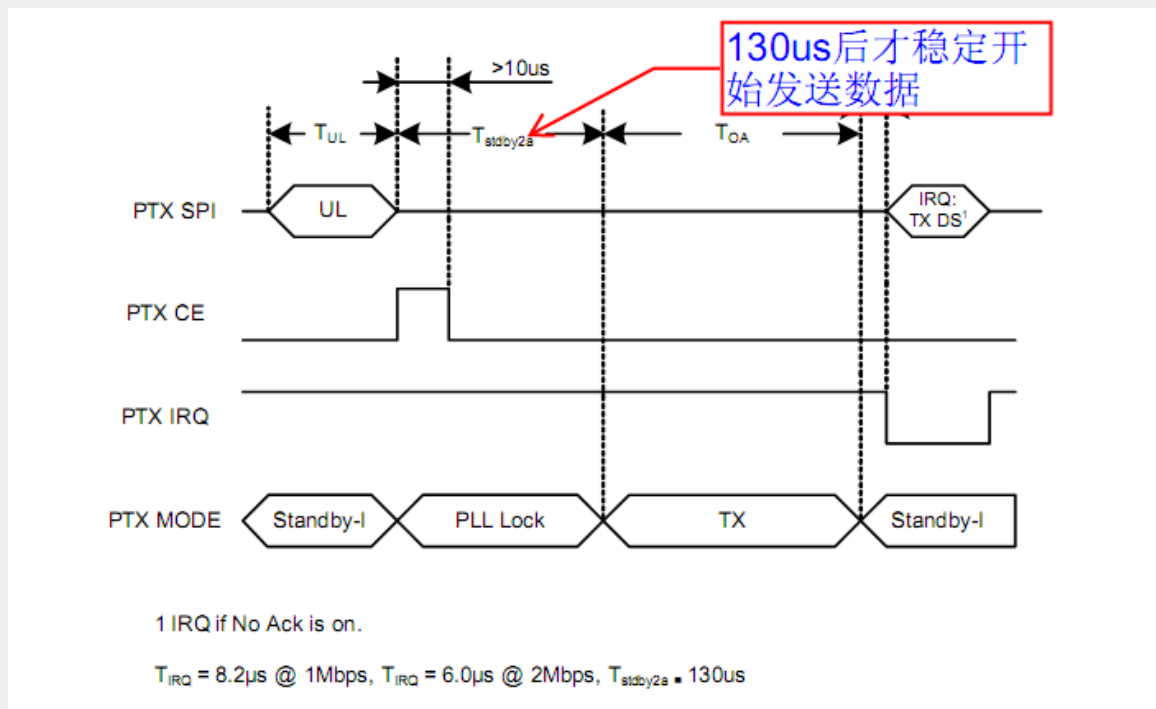 130us后才稳定开
始发送数据
>10us
TUL
Tstdby2a
TOA
PTX SPI
UL
IRQ:
TX DS1
PTX CE
PTX IRQ
PTX MODE
Standby-I
PLL Lock
TX
Standby-I
1 IRQ if No Ack is on.
TIRQ = 8.2µs @ 1Mbps, TIRQ = 6.0µs @ 2Mbps, Tstdby2a = 130us